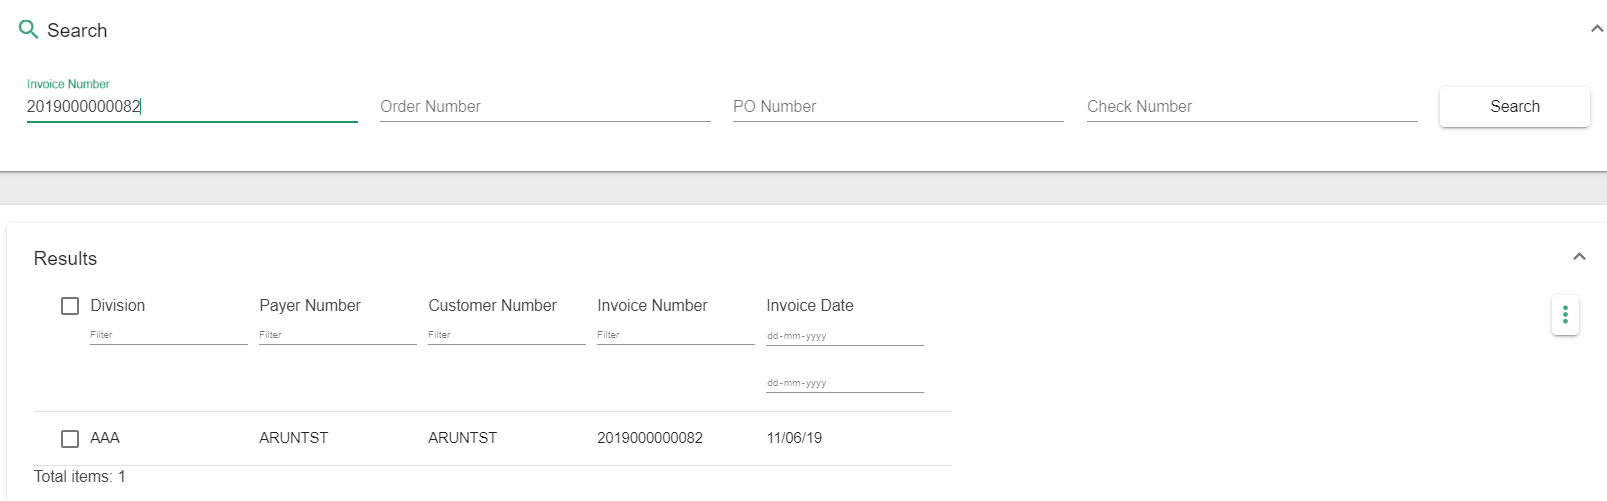 Search
Invoice Number
2019000000082
Order Number
PO Number
Check Number
Search
Results
Division Payer Number Customer Number Invoice Number Invoice Date
Filter Filter Filter Filter dd-mm-yyyy
dd-mm-yyyy
AAA ARUNTST ARUNTST 2019000000082 11/06/19
Total items: 1